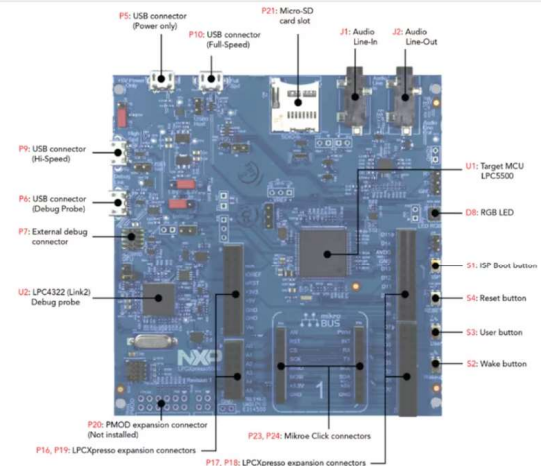 P5: USB connector
(Power only)
P10: USB connector
(Full-Speed)
P21: Micro-SD
card slot
J1: Audio
Line-In
J2: Audio
Line-Out
P9: USB connector
(Hi-Speed)
P6: USB connector
(Debug Probe)
P7: External debug
connector
U2: LPC4322 (Link2)
Debug probe
U1: Target MCU
LPC5500
D8: RGB LED
S1: ISP Boot button
S4: Reset button
S3: User button
S2: Wake button
NXP
mikro
BUS
1
P20: PMOD expansion connector
(Not installed)
P16, P19: LPCXpresso expansion connectors
P23, P24: Mikroe Click connectors
P17, P18: LPCXpresso expansion connectors